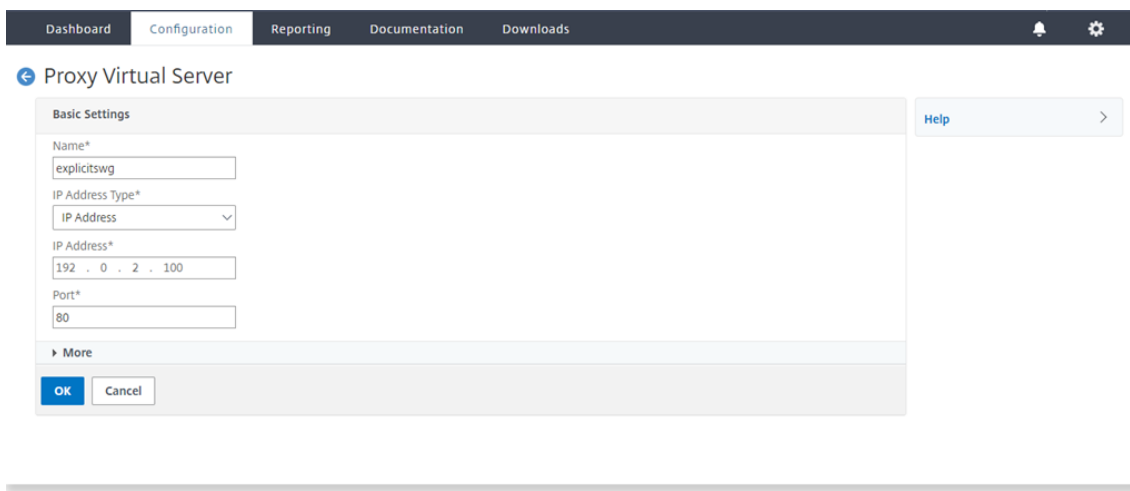 Dashboard Configuration Reporting Documentation Downloads
Proxy Virtual Server
Basic Settings
Help
Name*
explicitswg
IP Address Type*
IP Address
IP Address*
192 . 0 . 2 . 100
Port*
80
More
OK Cancel